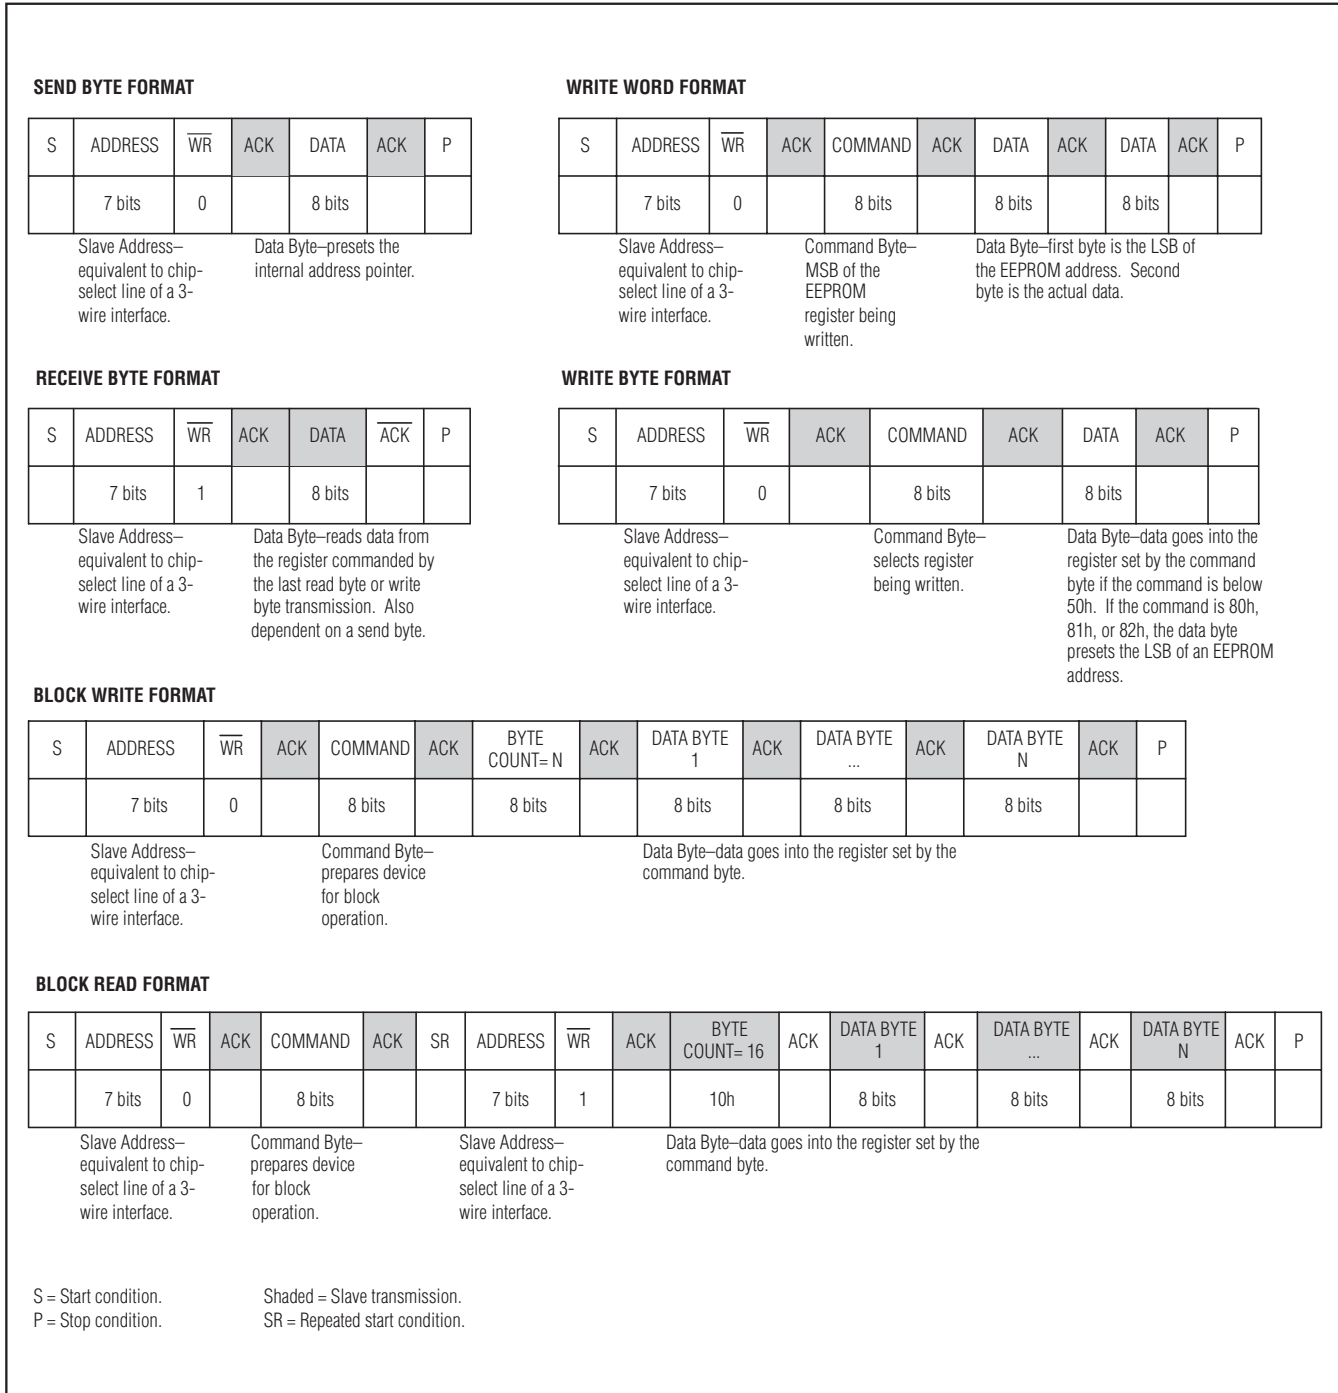 SEND BYTE FORMAT
S ADDRESS WR ACK DATA ACK P
7 bits 0 8 bits
Slave Address–
equivalent to chip-
select line of a 3-
wire interface.
Data Byte–presets the
internal address pointer.
WRITE WORD FORMAT
S ADDRESS WR ACK COMMAND ACK DATA ACK DATA ACK P
7 bits 0 8 bits 8 bits 8 bits
Slave Address–
equivalent to chip-
select line of a 3-
wire interface.
Command Byte–
MSB of the
EEPROM
register being
written.
Data Byte–first byte is the LSB of
the EEPROM address. Second
byte is the actual data.
RECEIVE BYTE FORMAT
S ADDRESS WR ACK DATA ACK P
7 bits 1 8 bits
Slave Address–
equivalent to chip-
select line of a 3-
wire interface.
Data Byte–reads data from
the register commanded by
the last read byte or write
byte transmission. Also
dependent on a send byte.
WRITE BYTE FORMAT
S ADDRESS WR ACK COMMAND ACK DATA ACK P
7 bits 0 8 bits 8 bits
Slave Address–
equivalent to chip-
select line of a 3-
wire interface.
Command Byte–
selects register
being written.
Data Byte–data goes into the
register set by the command
byte if the command is below
50h. If the command is 80h,
81h, or 82h, the data byte
presets the LSB of an EEPROM
address.
BLOCK WRITE FORMAT
S ADDRESS WR ACK COMMAND ACK BYTE COUNT= N ACK DATA BYTE 1 ACK DATA BYTE ... ACK DATA BYTE N ACK P
7 bits 0 8 bits 8 bits 8 bits 8 bits 8 bits
Slave Address–
equivalent to chip-
select line of a 3-
wire interface.
Command Byte–
prepares device
for block
operation.
Data Byte–data goes into the register set by the
command byte.
BLOCK READ FORMAT
S ADDRESS WR ACK COMMAND ACK SR ADDRESS WR ACK BYTE COUNT= 16 ACK DATA BYTE 1 ACK DATA BYTE ... ACK DATA BYTE N ACK P
7 bits 0 8 bits 7 bits 1 10h 8 bits 8 bits 8 bits
Slave Address–
equivalent to chip-
select line of a 3-
wire interface.
Command Byte–
prepares device
for block
operation.
Slave Address–
equivalent to chip-
select line of a 3-
wire interface.
Data Byte–data goes into the register set by the
command byte.
S = Start condition.
P = Stop condition.
Shaded = Slave transmission.
SR = Repeated start condition.